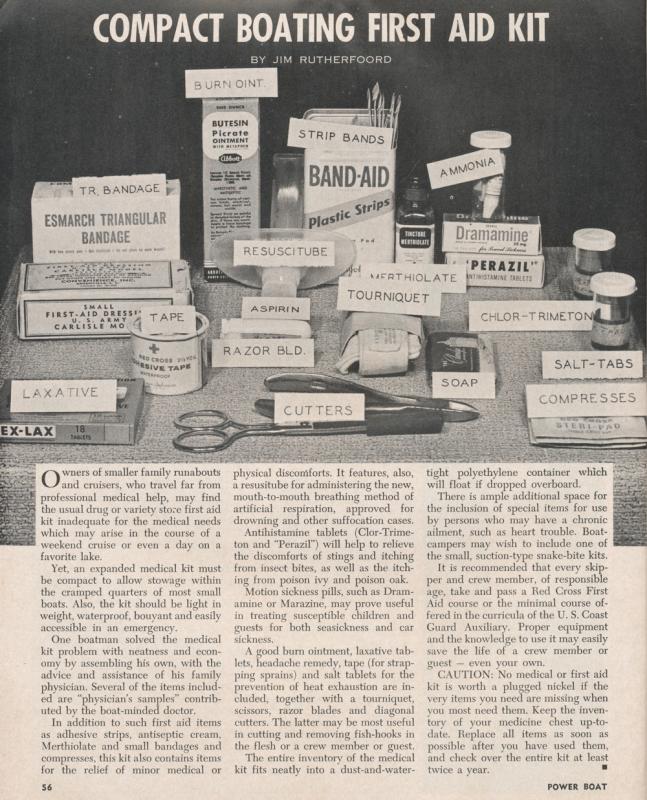 COMPACT BOATING FIRST AID KIT
BY JIM RUTHERFOORD
BURN OINT.
BUTESIN
Picrate
OINTMENT
Abbott
STRIP BANDS
BAND-AID
Plastic Strips
AMMONIA
TR. BANDAGE
ESMARCH TRIANGULAR
BANDAGE
TINCTURE
MERTHIOLATE
Dramamine
"PERAZIL"
ANTIHISTAMINE TABLETS
RESUSCITUBE
MERTHIOLATE
TOURNIQUET
SMALL
FIRST-AID DRESSI
U. S. ARMY
CARLISLE MO
TAPE
RED CROSS
HESIVE TAPE
WATERPROOF
ASPIRIN
CHLOR-TRIMETON
RAZOR BLD.
SOAP
SALT-TABS
LAXATIVE
EX-LAX 18
TABLETS
CUTTERS
COMPRESSES
STERI-PAD
Owners of smaller family runabouts
and cruisers, who travel far from
professional medical help, may find
the usual drug or variety store first aid
kit inadequate for the medical needs
which may arise in the course of a
weekend cruise or even a day on a
favorite lake.
Yet, an expanded medical kit must
be compact to allow stowage within
the cramped quarters of most small
boats. Also, the kit should be light in
weight, waterproof, bouyant and easily
accessible in an emergency.
One boatman solved the medical
kit problem with neatness and econ-
omy by assembling his own, with the
advice and assistance of his family
physician. Several of the items includ-
ed are "physician's samples" contrib-
uted by the boat-minded doctor.
In addition to such first aid items
as adhesive strips, antiseptic cream,
Merthiolate and small bandages and
compresses, this kit also contains items
for the relief of minor medical or
physical discomforts. It features, also,
a resusitube for administering the new,
mouth-to-mouth breathing method of
artificial respiration, approved for
drowning and other suffocation cases.
Antihistamine tablets (Clor-Trime-
ton and "Perazil") will help to relieve
the discomforts of stings and itching
from insect bites, as well as the itch-
ing from poison ivy and poison oak.
Motion sickness pills, such as Dram-
amine or Marazine, may prove useful
in treating susceptible children and
guests for both seasickness and car
sickness.
A good burn ointment, laxative tab-
lets, headache remedy, tape (for strap-
ping sprains) and salt tablets for the
prevention of heat exhaustion are in-
cluded, together with a tourniquet,
scissors, razor blades and diagonal
cutters. The latter may be most useful
in cutting and removing fish-hooks in
the flesh or a crew member or guest.
The entire inventory of the medical
kit fits neatly into a dust-and-water-
tight polyethylene container which
will float if dropped overboard.
There is ample additional space for
the inclusion of special items for use
by persons who may have a chronic
ailment, such as heart trouble. Boat-
campers may wish to include one of
the small, suction-type snake-bite kits.
It is recommended that every skip-
per and crew member, of responsible
age, take and pass a Red Cross First
Aid course or the minimal course of-
fered in the curricula of the U. S. Coast
Guard Auxiliary. Proper equipment
and the knowledge to use it may easily
save the life of a crew member or
guest — even your own.
CAUTION: No medical or first aid
kit is worth a plugged nickel if the
very items you need are missing when
you most need them. Keep the inven-
tory of your medicine chest up-to-
date. Replace all items as soon as
possible after you have used them,
and check over the entire kit at least
twice a year.
56
POWER BOAT